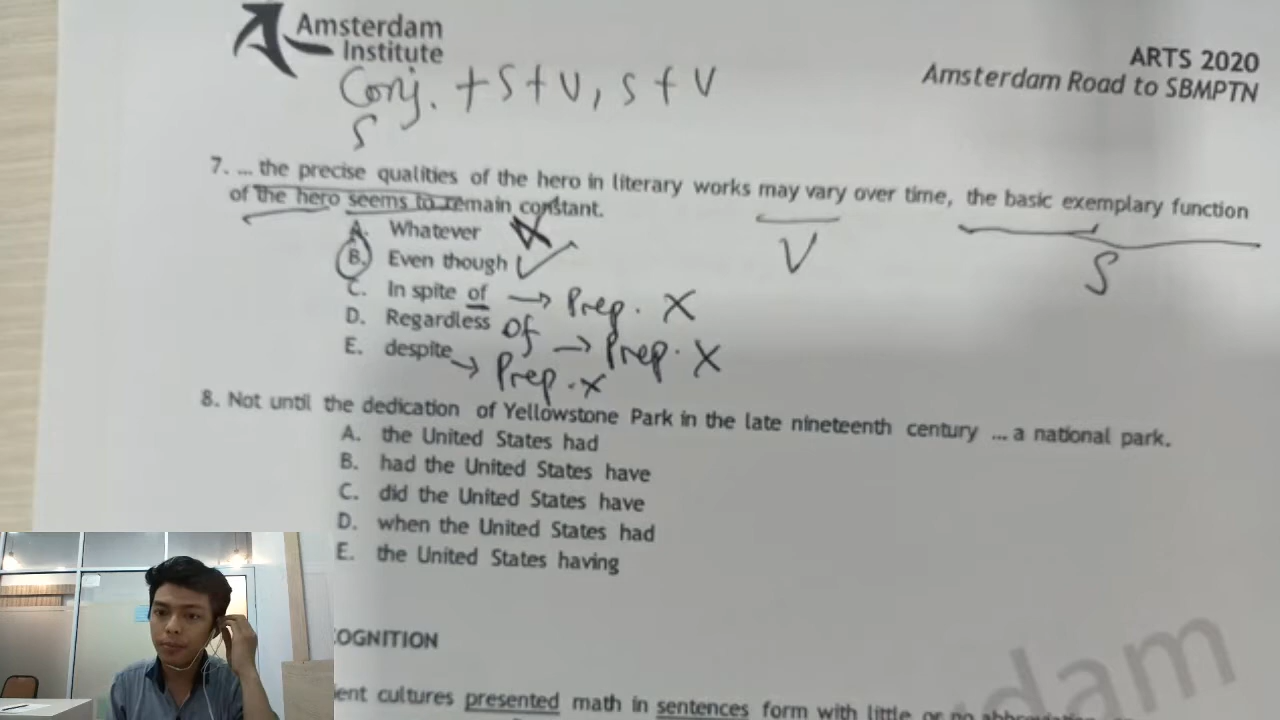 Amsterdam
Institute
ARTS 2020
Amsterdam Road to SBMPTN
Conj. + S + V, S + V
S
7. ... the precise qualities of the hero in literary works may vary over time, the basic exemplary function
of the hero seems to remain constant.
V
S
A. Whatever X
B. Even though
C. In spite of → Prep. X
D. Regardless of → Prep. X
E. despite → Prep. X
8. Not until the dedication of Yellowstone Park in the late nineteenth century ... a national park.
A. the United States had
B. had the United States have
C. did the United States have
D. when the United States had
E. the United States having
OGNITION
ient cultures presented math in sentences form with little or no
dam